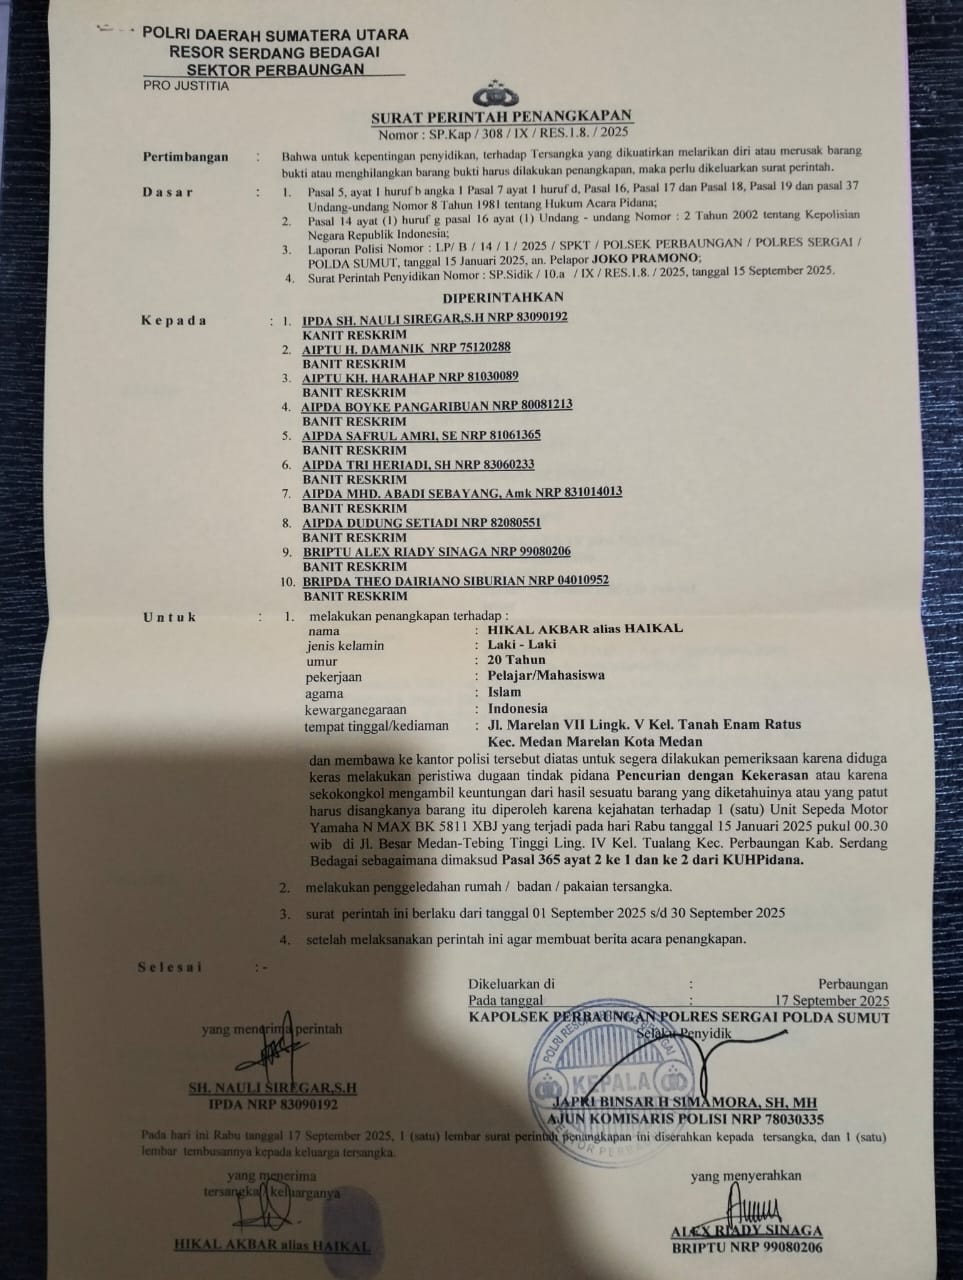 POLRI DAERAH SUMATERA UTARA
RESOR SERDANG BEDAGAI
SEKTOR PERBAUNGAN
PRO JUSTITIA
SURAT PERINTAH PENANGKAPAN
Nomor : SP.Kap / 308 / IX / RES.1.8. / 2025
Pertimbangan : Bahwa untuk kepentingan penyidikan, terhadap Tersangka yang dikuatirkan melarikan diri atau merusak barang
bukti atau menghilangkan barang bukti harus dilakukan penangkapan, maka perlu dikeluarkan surat perintah.
Dasar : 1. Pasal 5, ayat 1 huruf b angka 1 Pasal 7 ayat 1 huruf d, Pasal 16, Pasal 17 dan Pasal 18, Pasal 19 dan pasal 37
Undang-undang Nomor 8 Tahun 1981 tentang Hukum Acara Pidana;
2. Pasal 14 ayat (1) huruf g pasal 16 ayat (1) Undang - undang Nomor : 2 Tahun 2002 tentang Kepolisian
Negara Republik Indonesia;
3. Laporan Polisi Nomor : LP/ B / 14 / I / 2025 / SPKT / POLSEK PERBAUNGAN / POLRES SERGAI /
POLDA SUMUT, tanggal 15 Januari 2025, an. Pelapor JOKO PRAMONO;
4. Surat Perintah Penyidikan Nomor : SP.Sidik / 10.a / IX / RES.1.8. / 2025, tanggal 15 September 2025.
DIPERINTAHKAN
Kepada : 1. IPDA SH. NAULI SIREGAR,S.H NRP 83090192
KANIT RESKRIM
2. AIPTU H. DAMANIK NRP 75120288
BANIT RESKRIM
3. AIPTU KH. HARAHAP NRP 81030089
BANIT RESKRIM
4. AIPDA BOYKE PANGARIBUAN NRP 80081213
BANIT RESKRIM
5. AIPDA SAFRUL AMRI, SE NRP 81061365
BANIT RESKRIM
6. AIPDA TRI HERIADI, SH NRP 83060233
BANIT RESKRIM
7. AIPDA MHD. ABADI SEBAYANG, Amk NRP 831014013
BANIT RESKRIM
8. AIPDA DUDUNG SETIADI NRP 82080551
BANIT RESKRIM
9. BRIPTU ALEX RIADY SINAGA NRP 99080206
BANIT RESKRIM
10. BRIPDA THEO DAIRIANO SIBURIAN NRP 04010952
BANIT RESKRIM
Untuk : 1. melakukan penangkapan terhadap :
nama : HIKAL AKBAR alias HAIKAL
jenis kelamin : Laki - Laki
umur : 20 Tahun
pekerjaan : Pelajar/Mahasiswa
agama : Islam
kewarganegaraan : Indonesia
tempat tinggal/kediaman : Jl. Marelan VII Lingk. V Kel. Tanah Enam Ratus
Kec. Medan Marelan Kota Medan
dan membawa ke kantor polisi tersebut diatas untuk segera dilakukan pemeriksaan karena diduga
keras melakukan peristiwa dugaan tindak pidana Pencurian dengan Kekerasan atau karena
sekokongkol mengambil keuntungan dari hasil sesuatu barang yang diketahuinya atau yang patut
harus disangkanya barang itu diperoleh karena kejahatan terhadap 1 (satu) Unit Sepeda Motor
Yamaha N MAX BK 5811 XBJ yang terjadi pada hari Rabu tanggal 15 Januari 2025 pukul 00.30
wib di Jl. Besar Medan-Tebing Tinggi Ling. IV Kel. Tualang Kec. Perbaungan Kab. Serdang
Bedagai sebagaimana dimaksud Pasal 365 ayat 2 ke 1 dan ke 2 dari KUHPidana.
2. melakukan penggeledahan rumah / badan / pakaian tersangka.
3. surat perintah ini berlaku dari tanggal 01 September 2025 s/d 30 September 2025
4. setelah melaksanakan perintah ini agar membuat berita acara penangkapan.
Selesai :-
Dikeluarkan di : Perbaungan
Pada tanggal : 17 September 2025
KAPOLSEK PERBAUNGAN POLRES SERGAI POLDA SUMUT
Selaku Penyidik
yang menerima perintah
KEPALA
SH. NAULI SIREGAR,S.H
IPDA NRP 83090192
JAPRI BINSAR H SIMAMORA, SH, MH
AJUN KOMISARIS POLISI NRP 78030335
Pada hari ini Rabu tanggal 17 September 2025, 1 (satu) lembar surat perintah penangkapan ini diserahkan kepada tersangka, dan 1 (satu)
lembar tembusannya kepada keluarga tersangka.
yang menerima
tersangka/ keluarganya
yang menyerahkan
HIKAL AKBAR alias HAIKAL
ALEX RIADY SINAGA
BRIPTU NRP 99080206